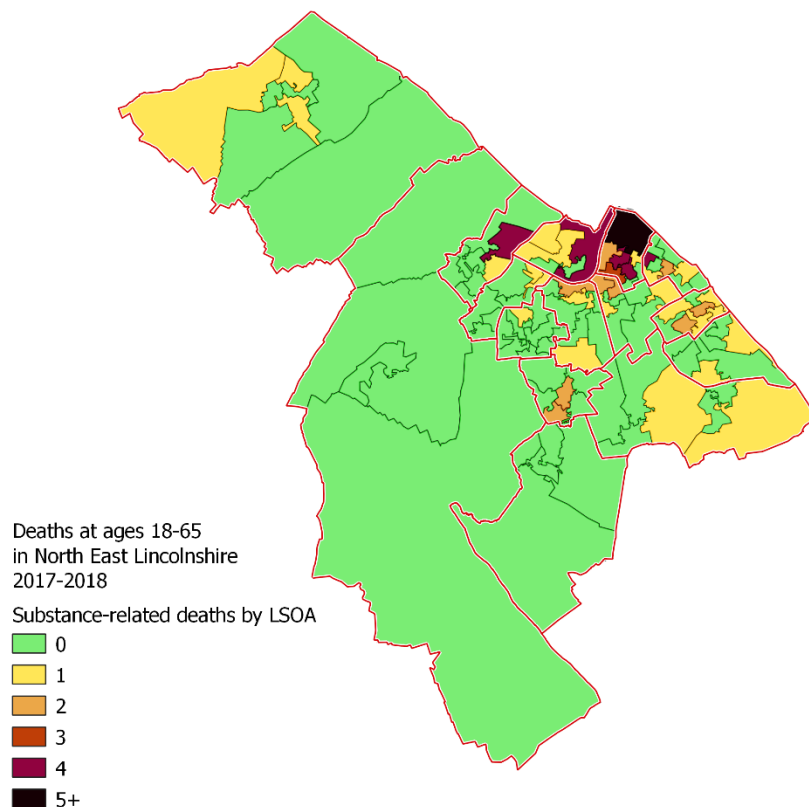 Deaths at ages 18-65
in North East Lincolnshire
2017-2018
Substance-related deaths by LSOA
0
1
2
3
4
5+